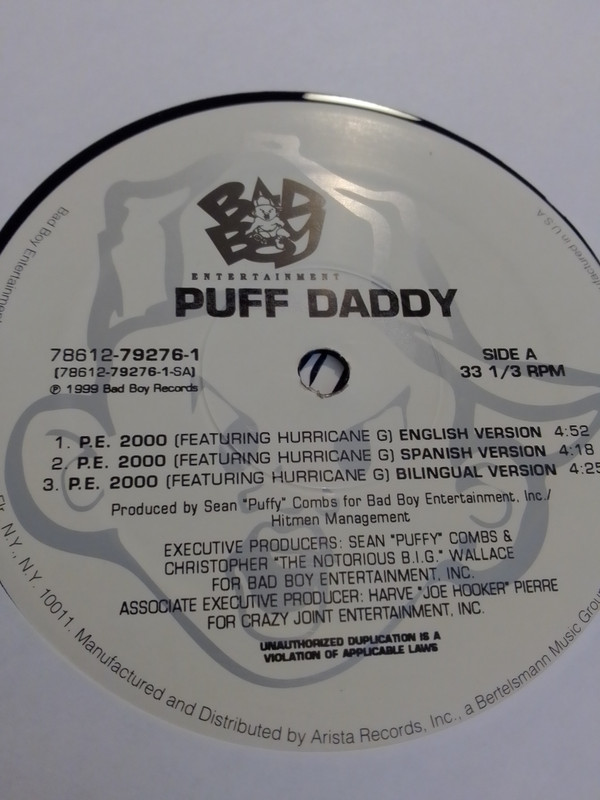 BAD
BOY
ENTERTAINMENT
PUFF DADDY
78612-79276-1
(78612-79276-1-SA)
℗ 1999 Bad Boy Records
SIDE A
33 1/3 RPM
1. P.E. 2000 (FEATURING HURRICANE G) ENGLISH VERSION 4:52
2. P.E. 2000 (FEATURING HURRICANE G) SPANISH VERSION 4:18
3. P.E. 2000 (FEATURING HURRICANE G) BILINGUAL VERSION 4:25
Produced by Sean "Puffy" Combs for Bad Boy Entertainment, Inc./
Hitmen Management
EXECUTIVE PRODUCERS: SEAN "PUFFY" COMBS &
CHRISTOPHER "THE NOTORIOUS B.I.G." WALLACE
FOR BAD BOY ENTERTAINMENT, INC.
ASSOCIATE EXECUTIVE PRODUCER: HARVE "JOE HOOKER" PIERRE
FOR CRAZY JOINT ENTERTAINMENT, INC.
UNAUTHORIZED DUPLICATION IS A
VIOLATION OF APPLICABLE LAWS
Bad Boy Entertainment
N.Y., N.Y. 10011. Manufactured and Distributed by Arista Records, Inc., a Bertelsmann Music Group
in U.S.A